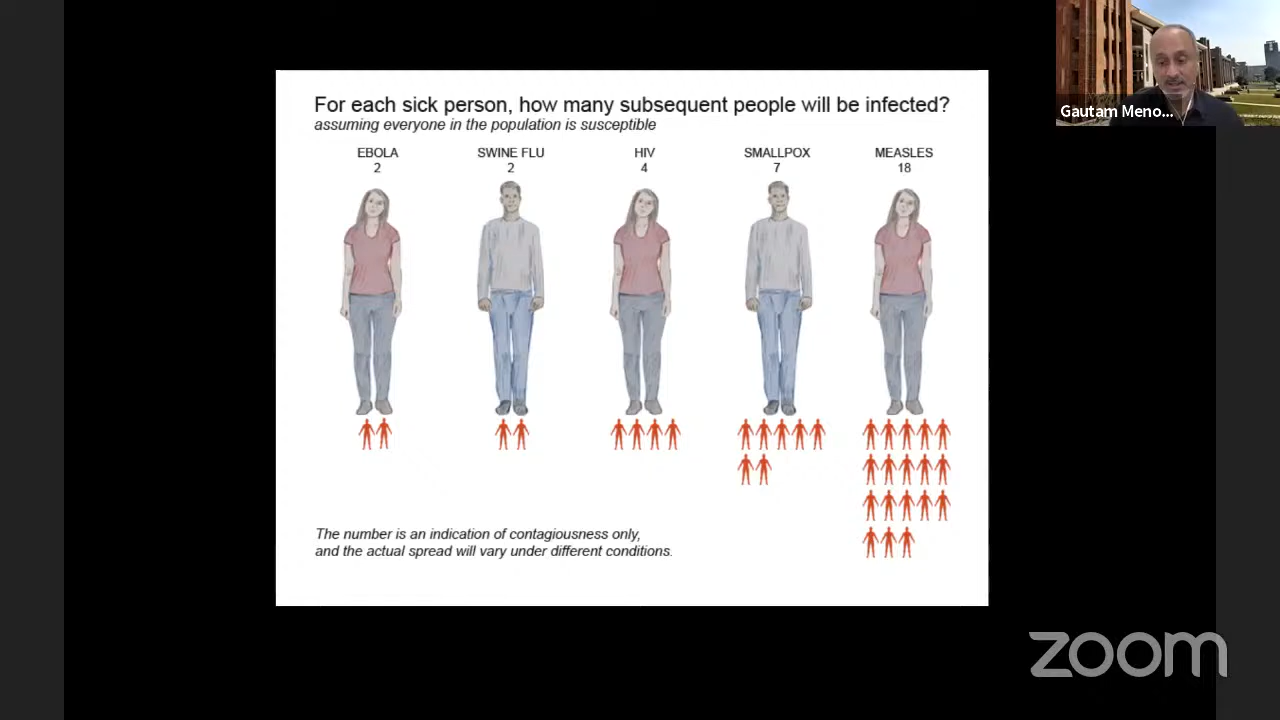 For each sick person, how many subsequent people will be infected?
assuming everyone in the population is susceptible
EBOLA
2
SWINE FLU
2
HIV
4
SMALLPOX
7
MEASLES
18
The number is an indication of contagiousness only,
and the actual spread will vary under different conditions.
Gautam Meno...
zoom